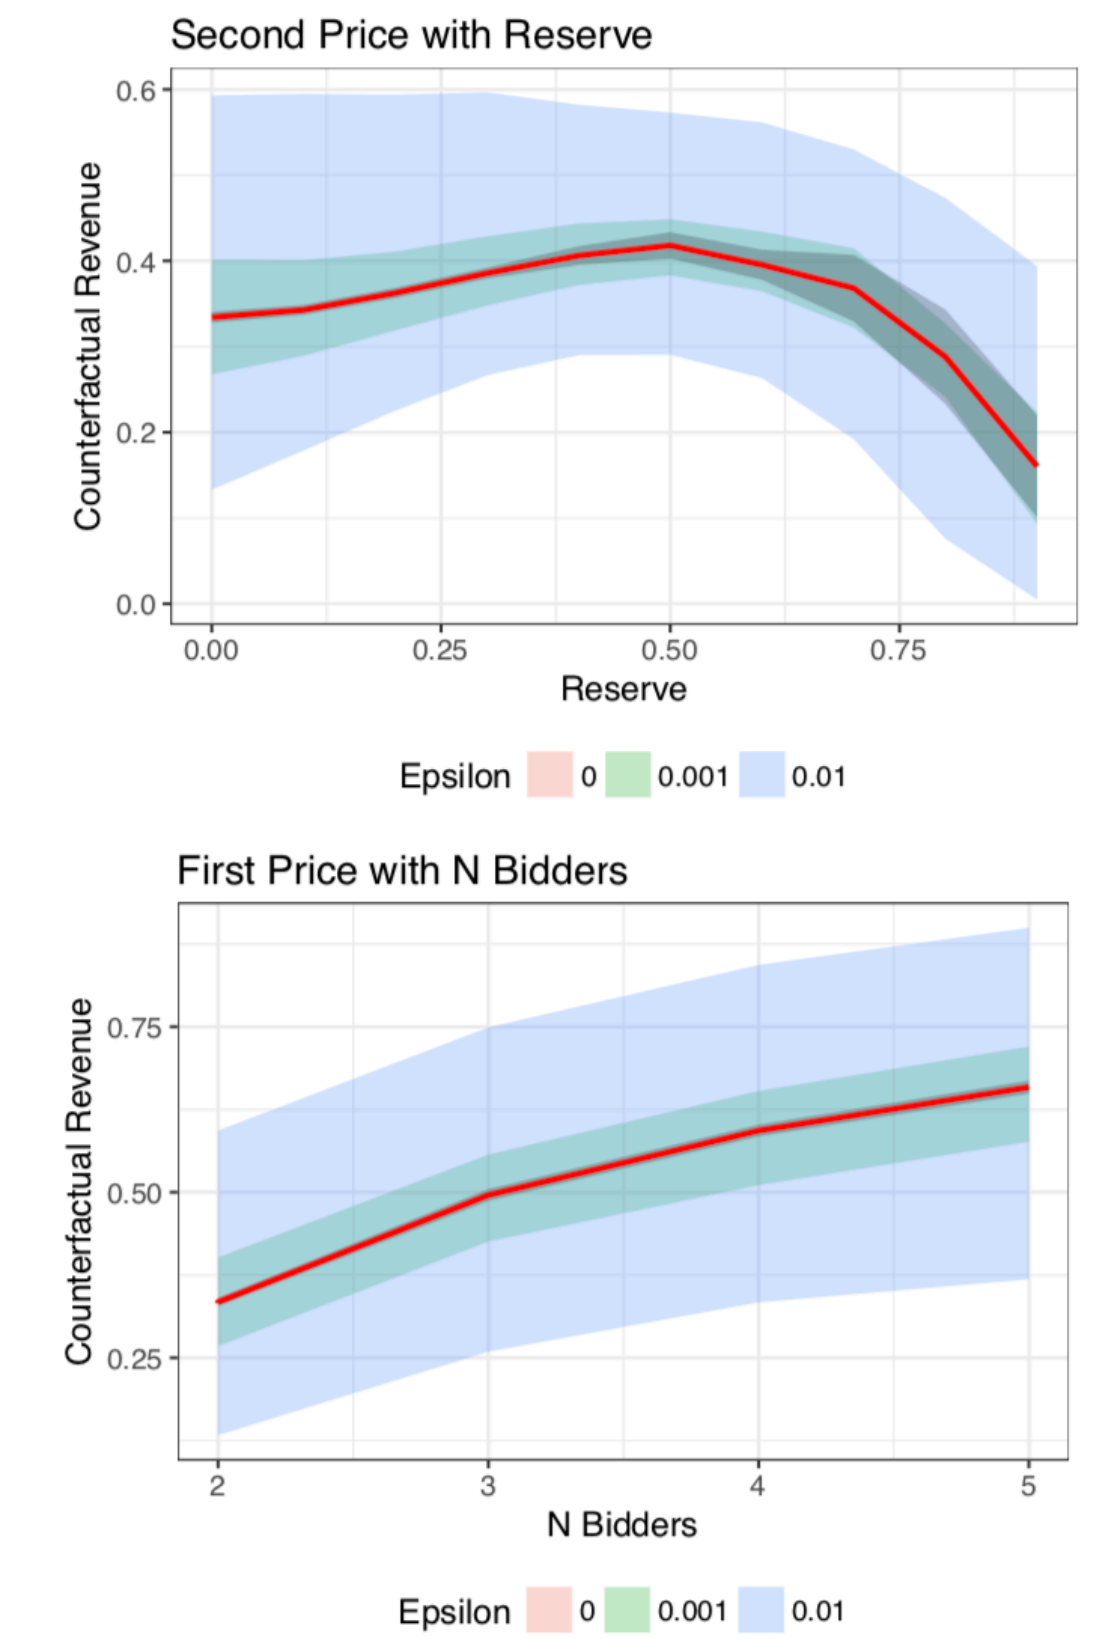 Second Price with Reserve
Counterfactual Revenue
0.6
0.4
0.2
0.0
0.00 0.25 0.50 0.75
Reserve
Epsilon 0 0.001 0.01
First Price with N Bidders
Counterfactual Revenue
0.75
0.50
0.25
2 3 4 5
N Bidders
Epsilon 0 0.001 0.01